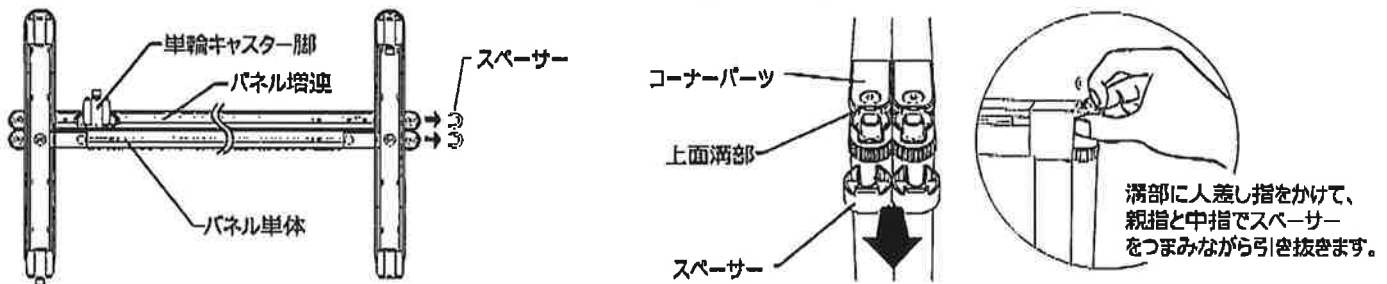 単輪キャスター脚
パネル増連
スペーサー
パネル単体
コーナーパーツ
上面溝部
スペーサー
溝部に人差し指をかけて、
親指と中指でスペーサー
をつまみながら引き抜きます。